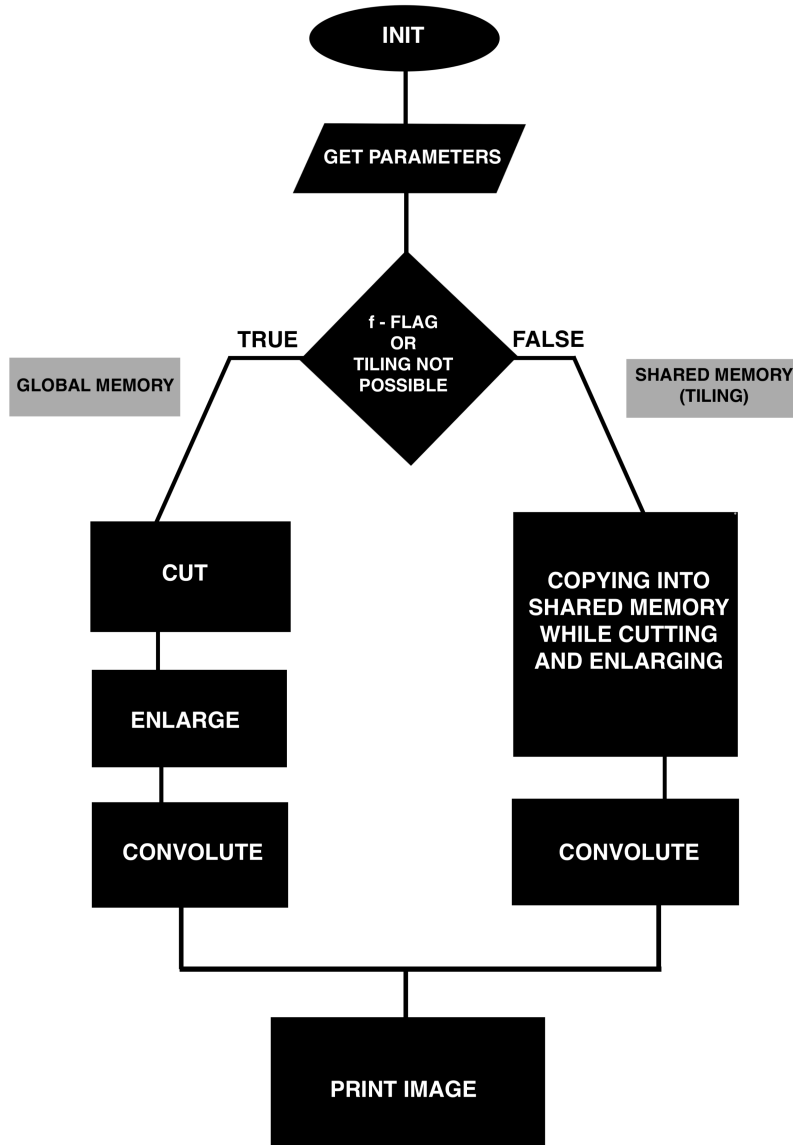 INIT
GET PARAMETERS
f - FLAG
OR
TILING NOT
POSSIBLE
TRUE
FALSE
GLOBAL MEMORY
SHARED MEMORY
(TILING)
CUT
ENLARGE
CONVOLUTE
COPYING INTO
SHARED MEMORY
WHILE CUTTING
AND ENLARGING
CONVOLUTE
PRINT IMAGE